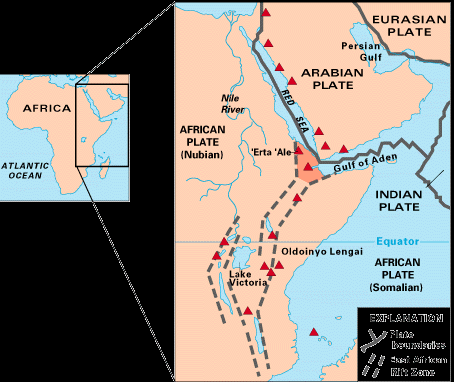 EURASIAN
PLATE
Persian
Gulf
ARABIAN
PLATE
RED SEA
Nile
River
AFRICA
AFRICAN
PLATE
(Nubian)
'Erta 'Ale
Gulf of Aden
ATLANTIC
OCEAN
INDIAN
PLATE
Equator
Oldoinyo Lengai
AFRICAN
PLATE
(Somalian)
Lake
Victoria
EXPLANATION
Plate
boundaries
East African
Rift Zone